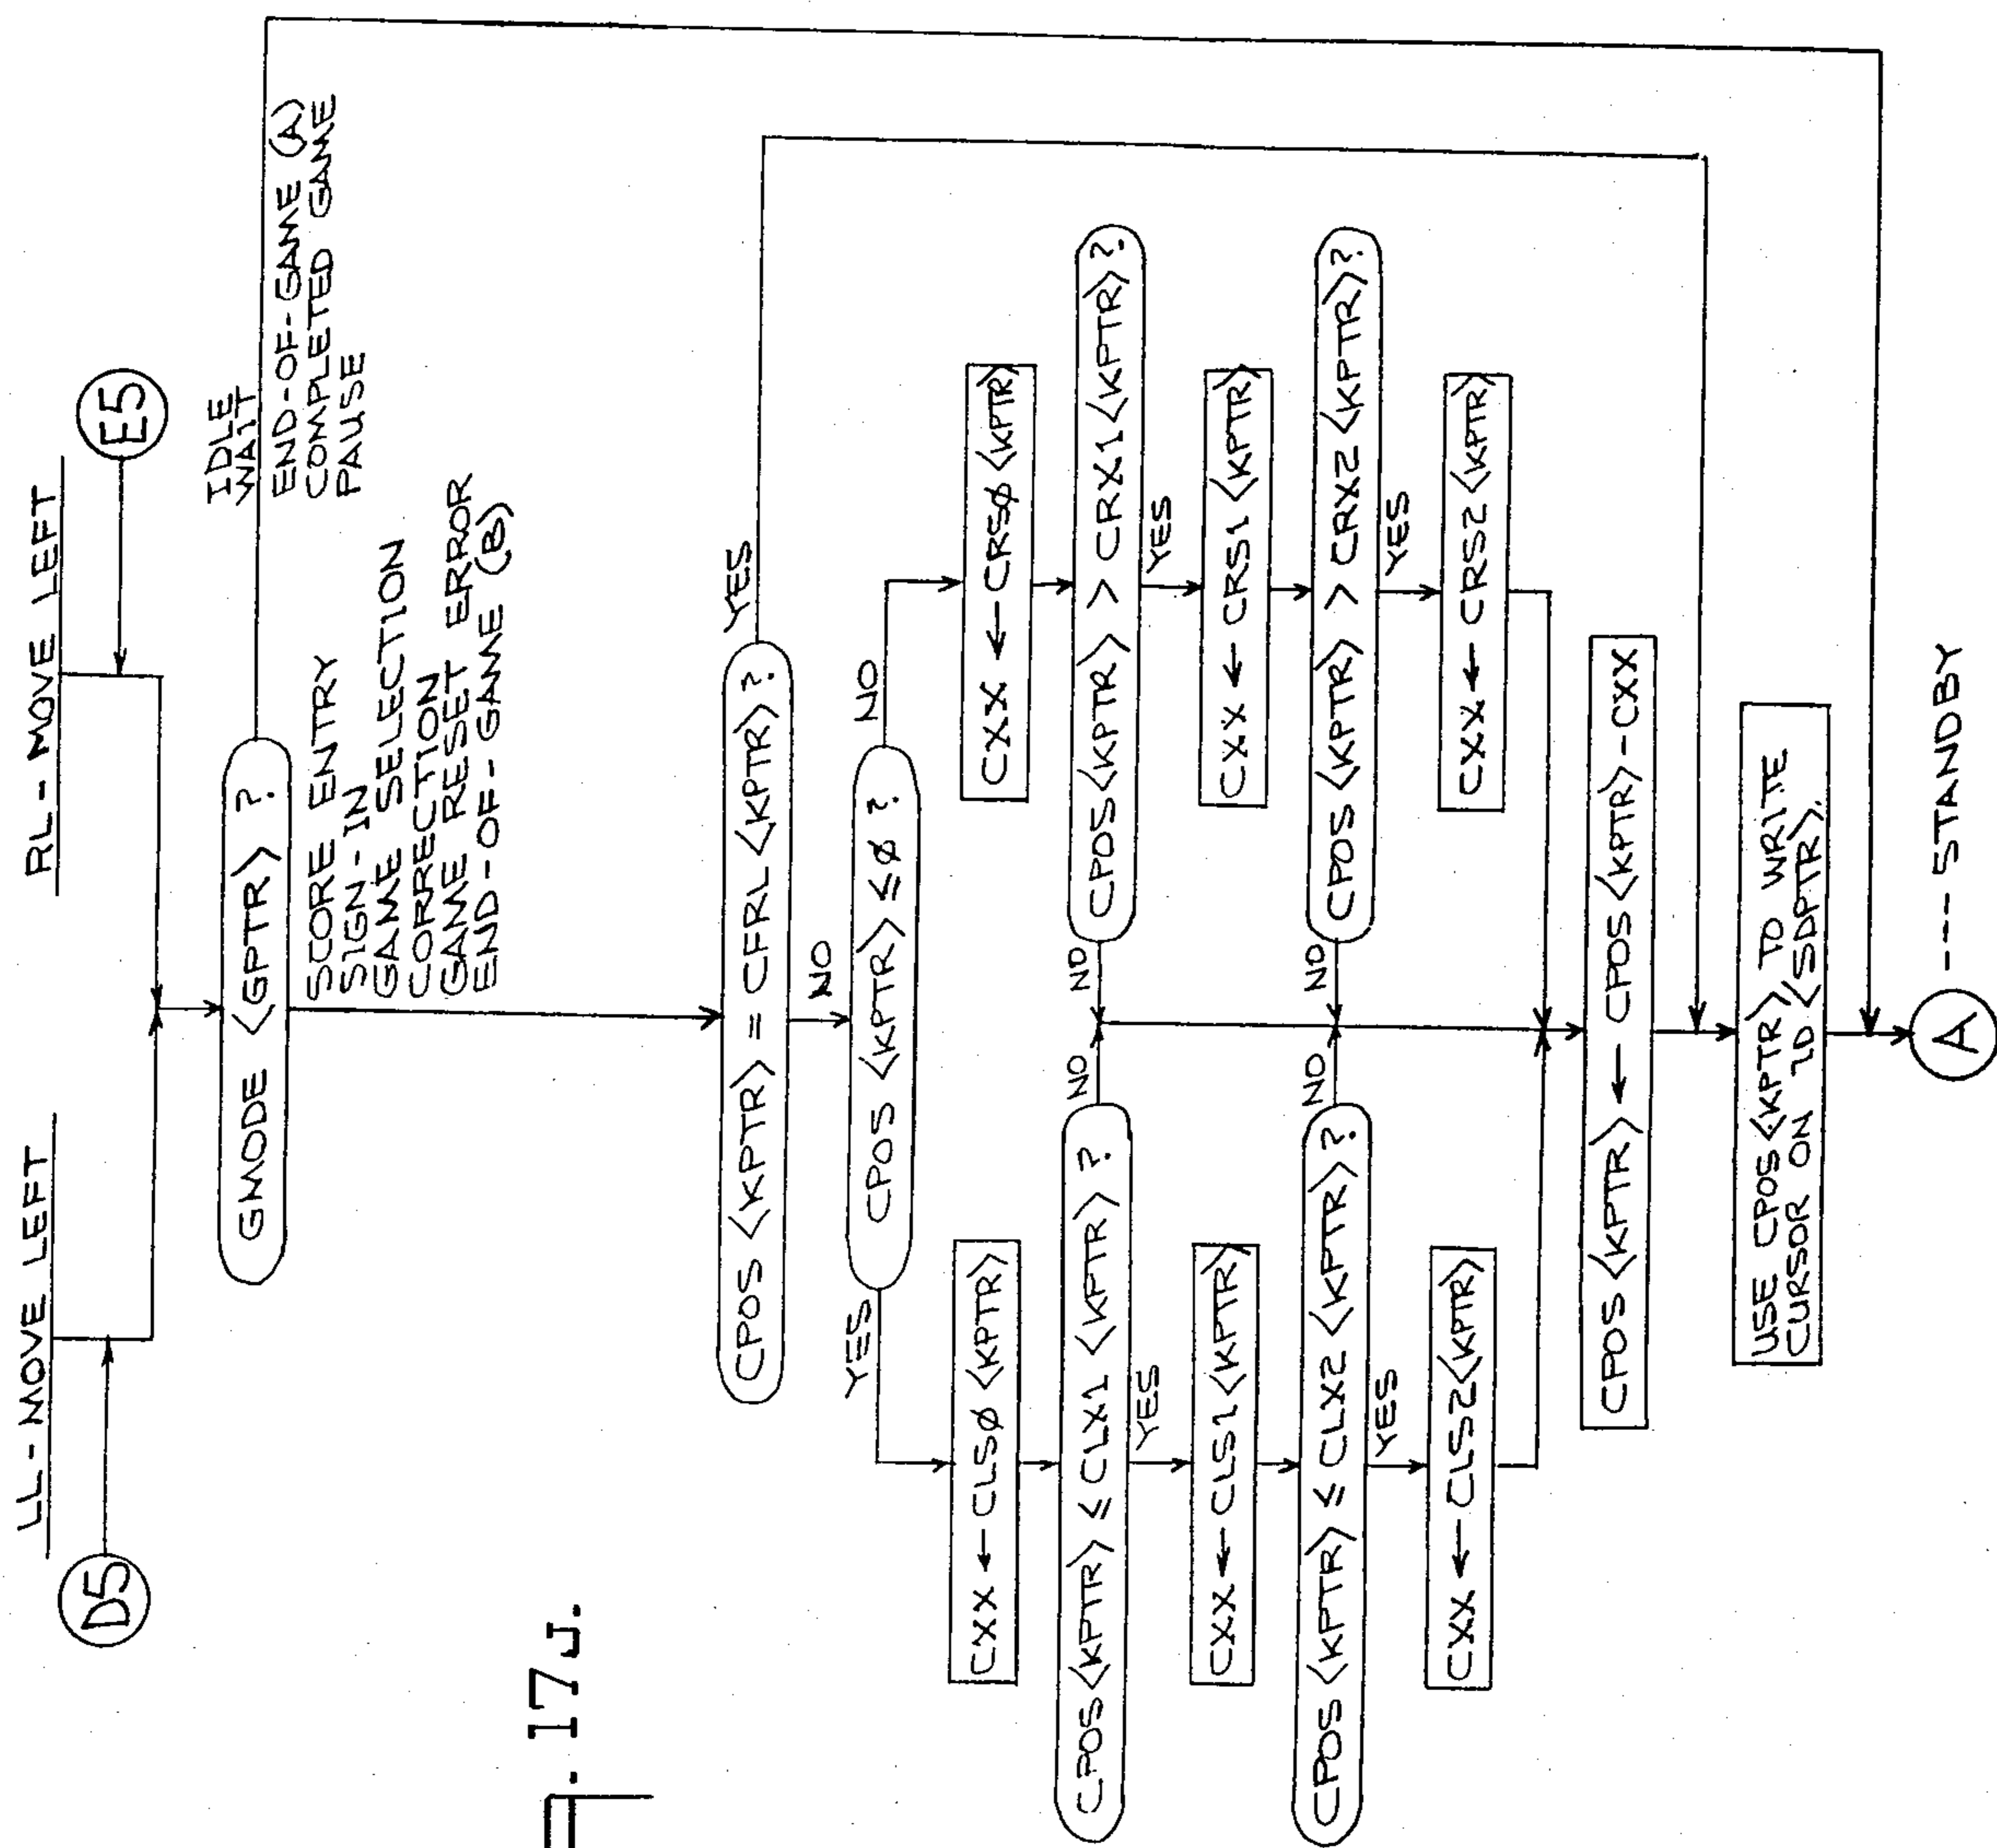 LL-MOVE LEFT
RL-MOVE LEFT
D5
E5
GMODE <GPTR> ?
IDLE
WAIT
END-OF-GAME (A)
COMPLETED GAME
PAUSE
SCORE ENTRY
SIGN-IN
GAME SELECTION
CORRECTION
GAME RESET ERROR
END-OF-GAME (B)
. 17J.
CPOS <KPTR> = CFRL <KPTR>?
YES
NO
CPOS <KPTR> ≤ Ø ?
YES
NO
CXX ← CLSØ <KPTR>
CXX ← CRSØ <KPTR>
CPOS <KPTR> ≤ CLX1 <KPTR> ?
NO
NO
CPOS <KPTR> > CRX1 <KPTR>?
YES
YES
CXX ← CLS1 <KPTR>
CXX ← CRS1 <KPTR>
CPOS <KPTR> ≤ CLX2 <KPTR>?
NO
NO
CPOS <KPTR> > CRX2 <KPTR>?
YES
YES
CXX ← CLS2 <KPTR>
CXX ← CRS2 <KPTR>
CPOS <KPTR> ← CPOS <KPTR> - CXX
USE CPOS <KPTR> TO WRITE
CURSOR ON LD <SDPTR>.
A ---- STANDBY